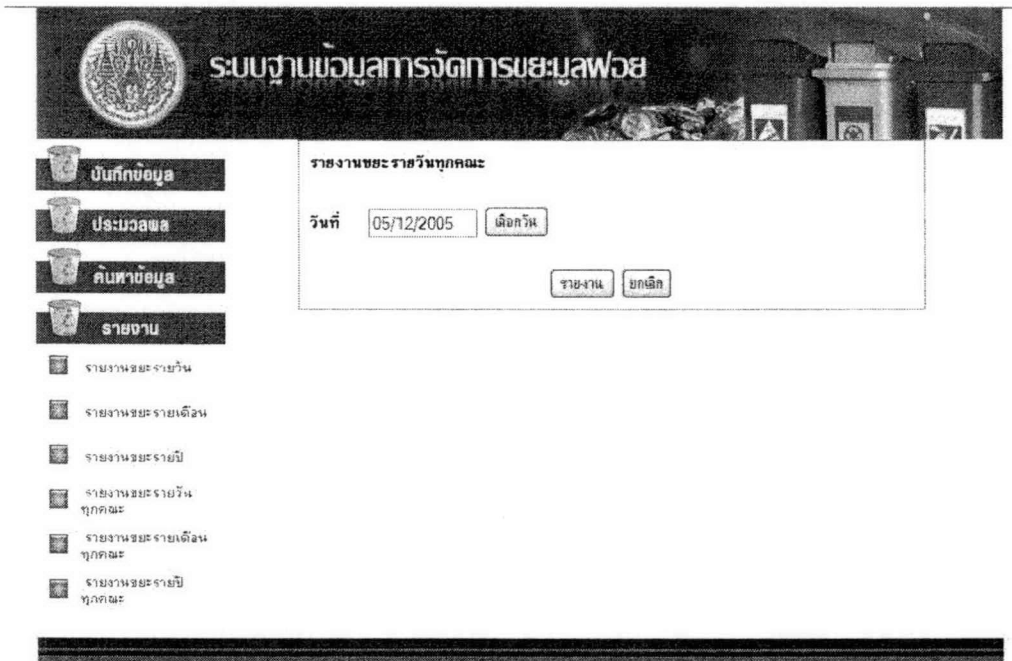 ระบบฐานข้อมูลการจัดการขยะมูลฟอย
บันทึกข้อมูล
ประมวลผล
ค้นหาข้อมูล
รายงาน
รายงานขยะรายวัน
รายงานขยะรายเดือน
รายงานขยะรายปี
รายงานขยะรายวัน
ทุกคณะ
รายงานขยะรายเดือน
ทุกคณะ
รายงานขยะรายปี
ทุกคณะ
รายงานขยะรายวันทุกคณะ
วันที่ 05/12/2005 เลือกวัน
รายงาน ยกเลิก